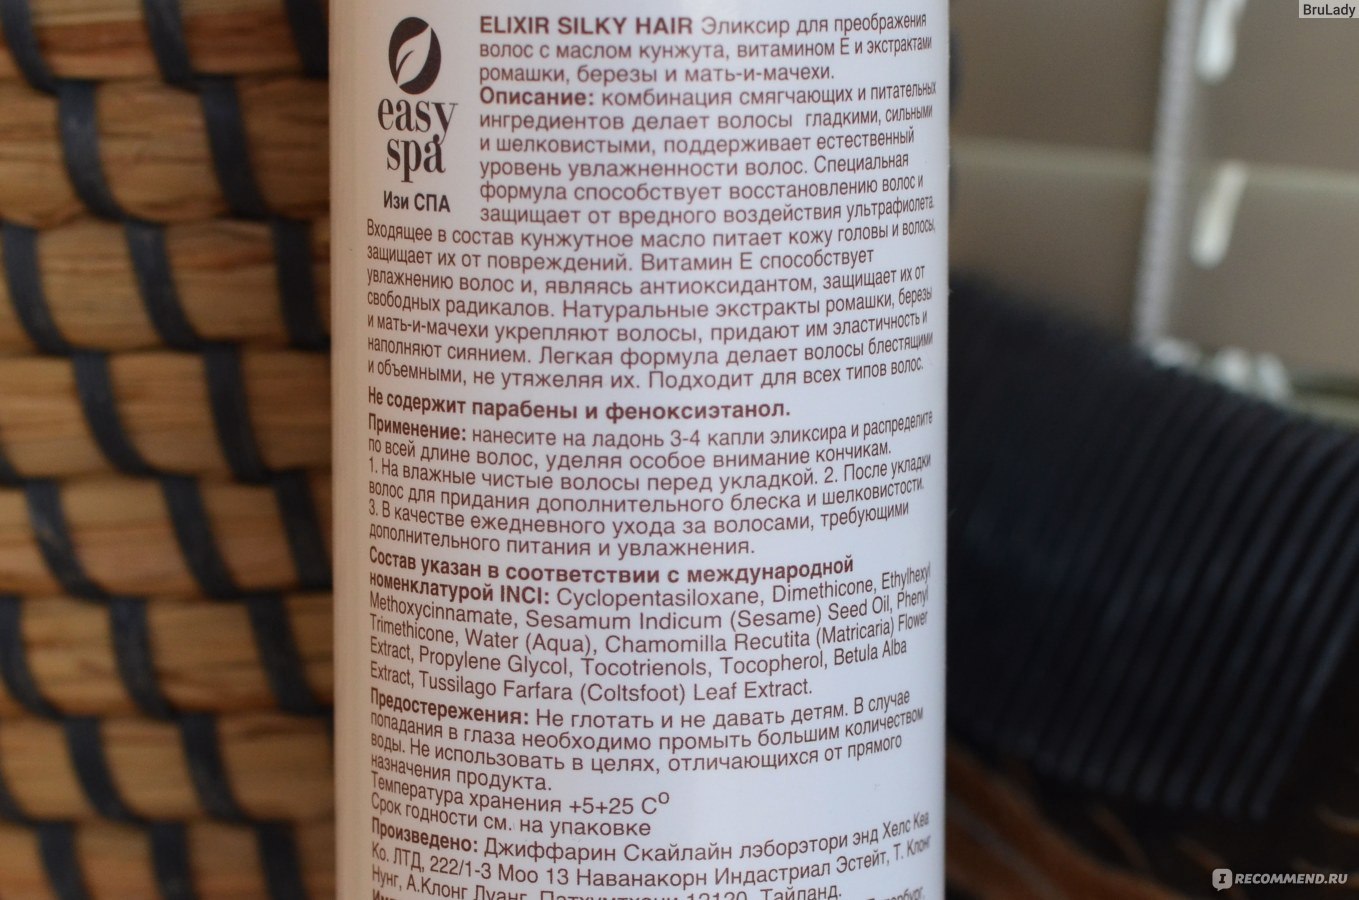 BruLady
easy
spa
Изи СПА
ELIXIR SILKY HAIR Эликсир для преображения
волос с маслом кунжута, витамином Е и экстрактами
ромашки, березы и мать-и-мачехи.
Описание: комбинация смягчающих и питательных
ингредиентов делает волосы гладкими, сильными
и шелковистыми, поддерживает естественный
уровень увлажненности волос. Специальная
формула способствует восстановлению волос и
защищает от вредного воздействия ультрафиолета.
Входящее в состав кунжутное масло питает кожу головы и волосы,
защищает их от повреждений. Витамин Е способствует
увлажнению волос и, являясь антиоксидантом, защищает их от
свободных радикалов. Натуральные экстракты ромашки, березы
и мать-и-мачехи укрепляют волосы, придают им эластичность и
наполняют сиянием. Легкая формула делает волосы блестящими
и объемными, не утяжеляя их. Подходит для всех типов волос.
Не содержит парабены и феноксиэтанол.
Применение: нанесите на ладонь 3-4 капли эликсира и распределите
по всей длине волос, уделяя особое внимание кончикам.
1. На влажные чистые волосы перед укладкой. 2. После укладки
волос для придания дополнительного блеска и шелковистости.
3. В качестве ежедневного ухода за волосами, требующими
дополнительного питания и увлажнения.
Состав указан в соответствии с международной
номенклатурой INCI: Cyclopentasiloxane, Dimethicone, Ethylhexyl
Methoxycinnamate, Sesamum Indicum (Sesame) Seed Oil, Phenyl
Trimethicone, Water (Aqua), Chamomilla Recutita (Matricaria) Flower
Extract, Propylene Glycol, Tocotrienols, Tocopherol, Betula Alba
Extract, Tussilago Farfara (Coltsfoot) Leaf Extract.
Предостережения: Не глотать и не давать детям. В случае
попадания в глаза необходимо промыть большим количеством
воды. Не использовать в целях, отличающихся от прямого
назначения продукта.
Температура хранения +5+25 С⁰
Срок годности см. на упаковке
Произведено: Джиффарин Скайлайн лэборэтори энд Хелс Кеа
Ко. ЛТД, 222/1-3 Моо 13 Наванакорн Индастриал Эстейт, Т. Клонг
Нунг, А.Клонг Луанг, Патхумтхани 12120, Тайланд.
IRECOMMEND.RU